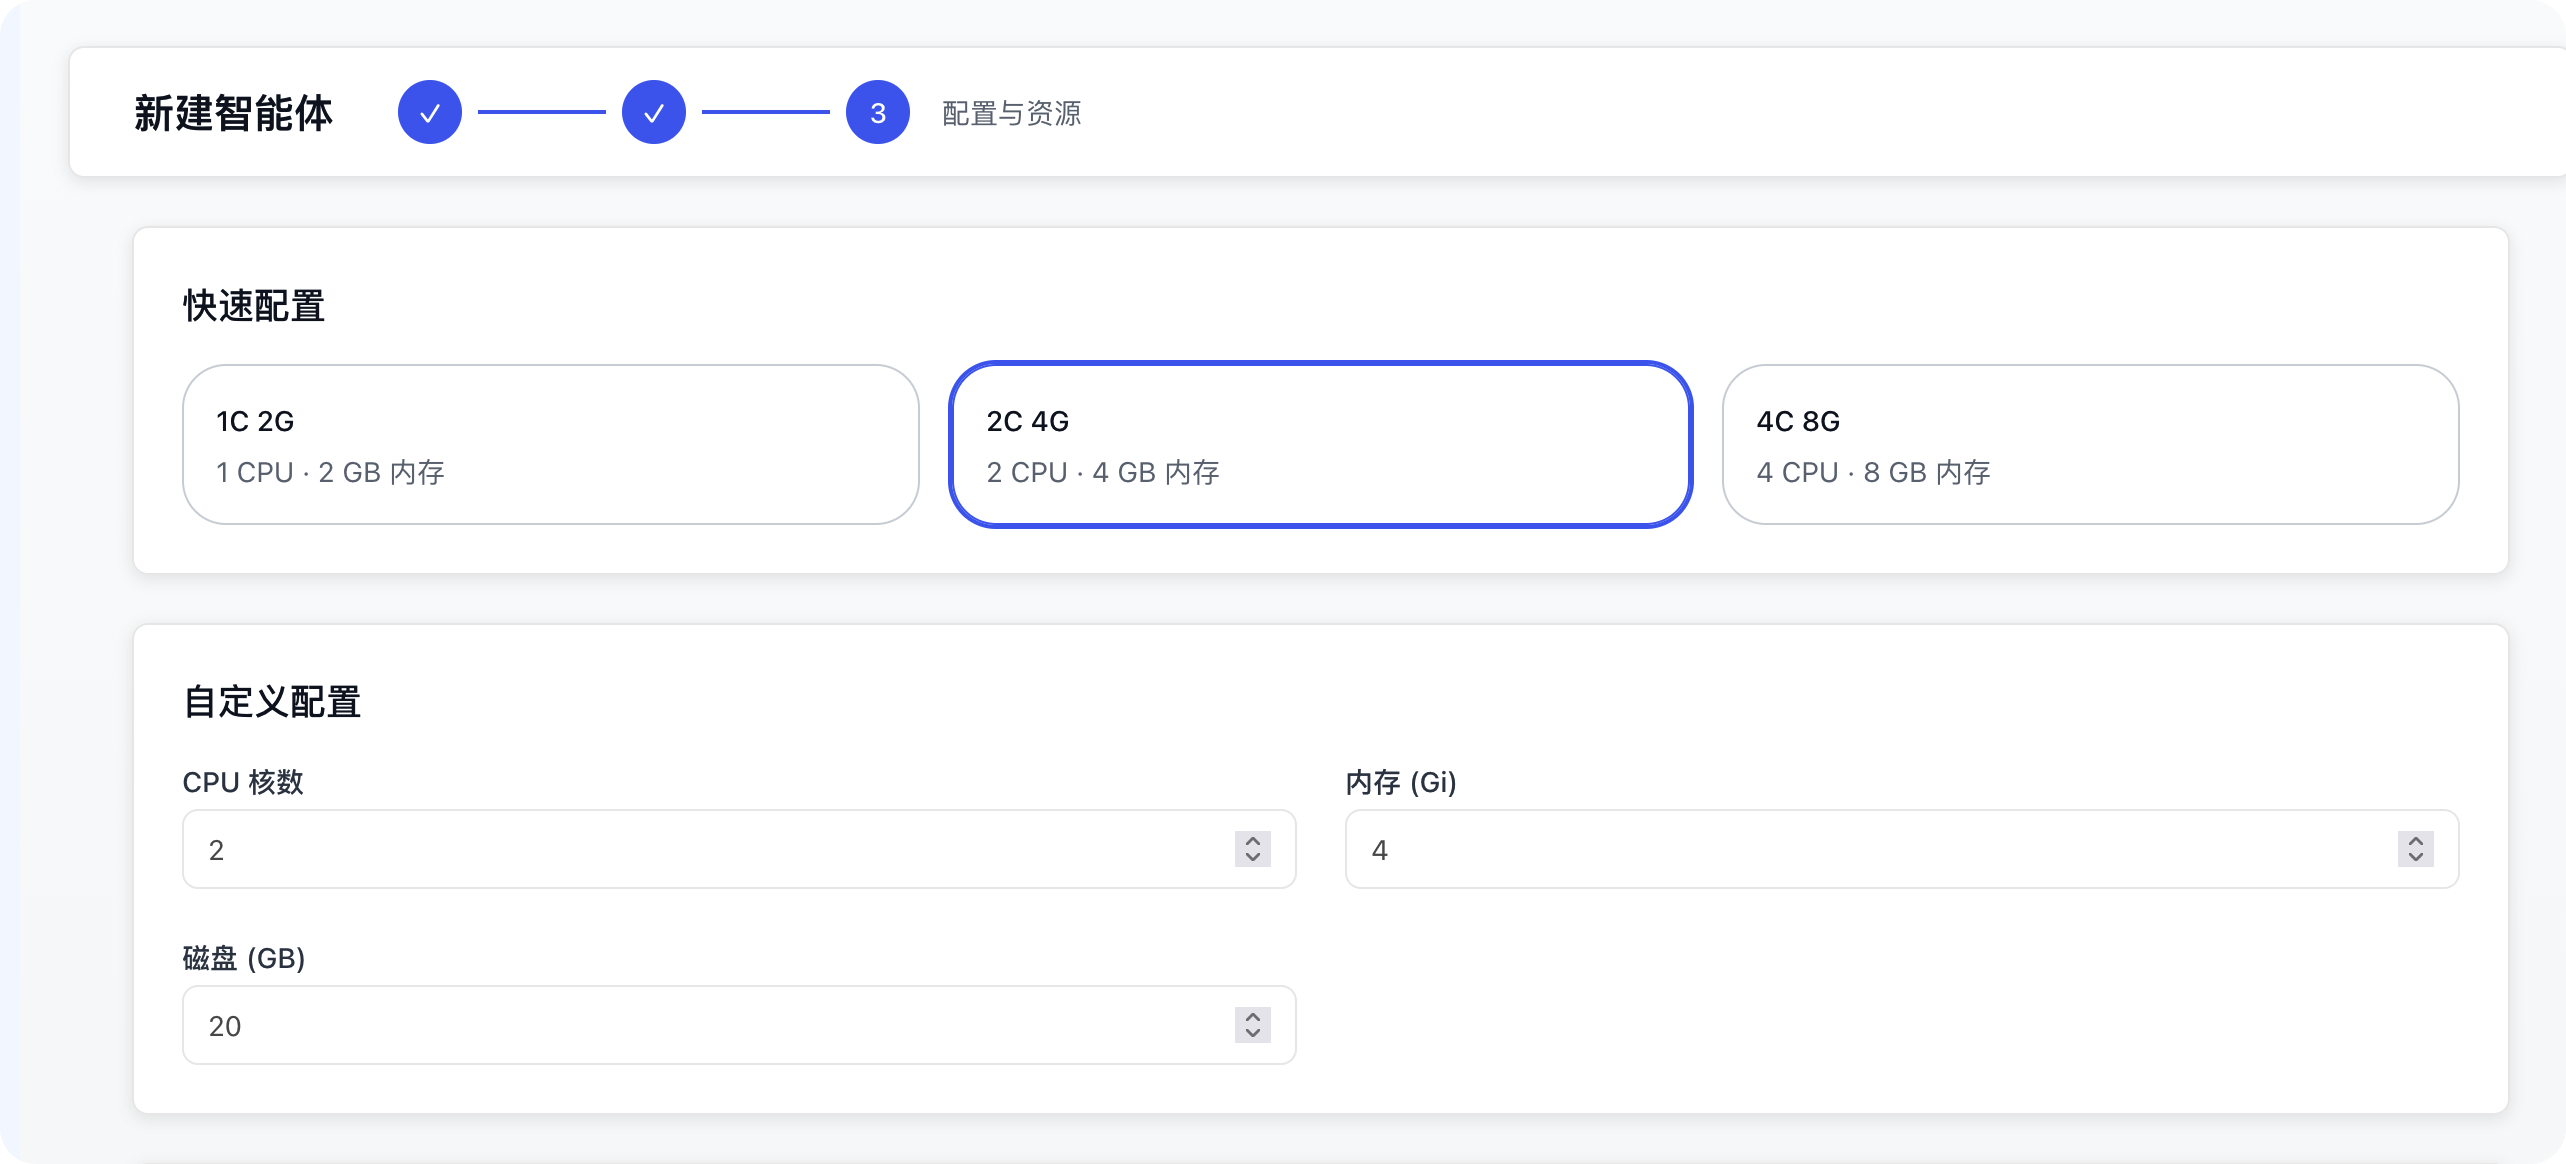 新建智能体
3 配置与资源
快速配置
1C 2G
1 CPU · 2 GB 内存
2C 4G
2 CPU · 4 GB 内存
4C 8G
4 CPU · 8 GB 内存
自定义配置
CPU 核数
2
内存 (Gi)
4
磁盘 (GB)
20